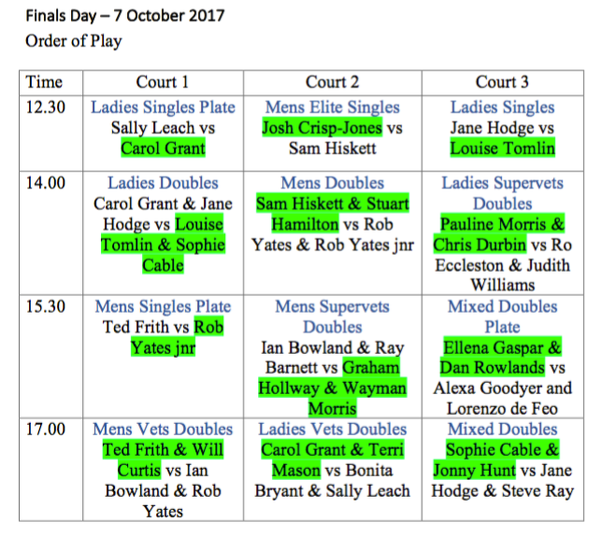 Finals Day – 7 October 2017
Order of Play
Time Court 1 Court 2 Court 3
12.30
Ladies Singles Plate
Sally Leach vs
Carol Grant
Mens Elite Singles
Josh Crisp-Jones vs
Sam Hiskett
Ladies Singles
Jane Hodge vs
Louise Tomlin
14.00
Ladies Doubles
Carol Grant & Jane
Hodge vs Louise
Tomlin & Sophie
Cable
Mens Doubles
Sam Hiskett & Stuart
Hamilton vs Rob
Yates & Rob Yates jnr
Ladies Supervets
Doubles
Pauline Morris &
Chris Durbin vs Ro
Eccleston & Judith
Williams
15.30
Mens Singles Plate
Ted Frith vs Rob
Yates jnr
Mens Supervets
Doubles
Ian Bowland & Ray
Barnett vs Graham
Hollway & Wayman
Morris
Mixed Doubles
Plate
Ellena Gaspar &
Dan Rowlands vs
Alexa Goodyer and
Lorenzo de Feo
17.00
Mens Vets Doubles
Ted Frith & Will
Curtis vs Ian
Bowland & Rob
Yates
Ladies Vets Doubles
Carol Grant & Terri
Mason vs Bonita
Bryant & Sally Leach
Mixed Doubles
Sophie Cable &
Jonny Hunt vs Jane
Hodge & Steve Ray